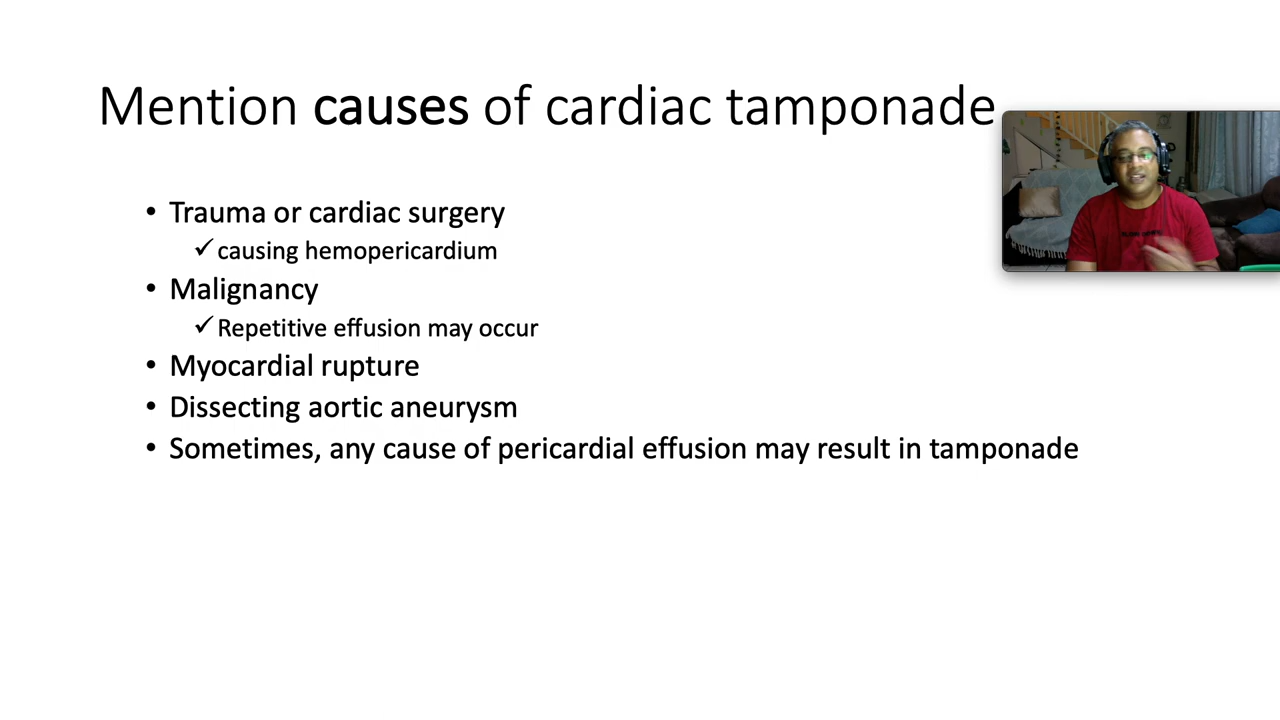 Mention causes of cardiac tamponade
• Trauma or cardiac surgery
✓causing hemopericardium
• Malignancy
✓Repetitive effusion may occur
• Myocardial rupture
• Dissecting aortic aneurysm
• Sometimes, any cause of pericardial effusion may result in tamponade